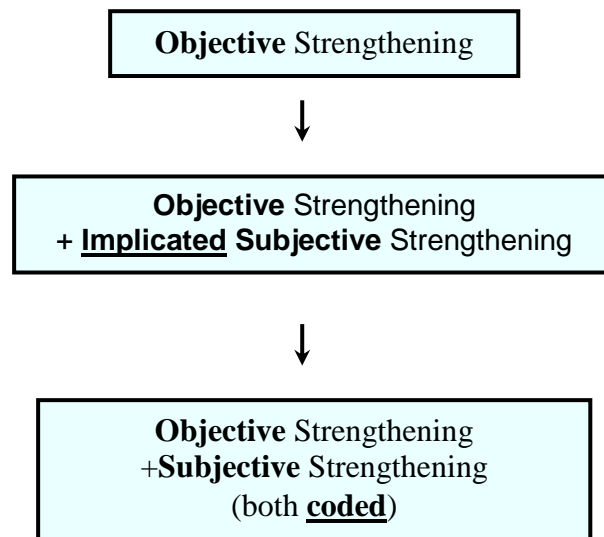 Objective Strengthening
Objective Strengthening
+ Implicated Subjective Strengthening
Objective Strengthening
+Subjective Strengthening
(both coded)